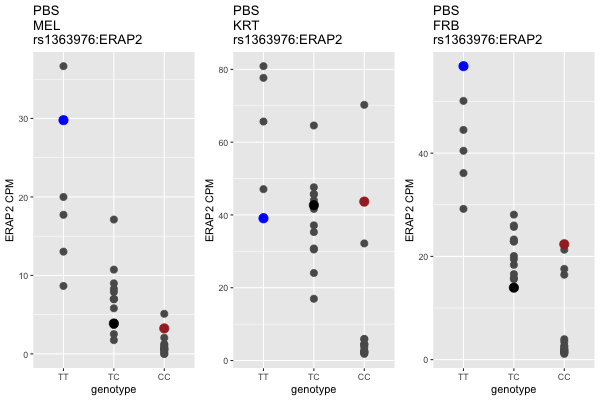 PBS
MEL
rs1363976:ERAP2
ERAP2 CPM
30
20
10
0
TT
TC
CC
genotype
PBS
KRT
rs1363976:ERAP2
ERAP2 CPM
80
60
40
20
0
TT
TC
CC
genotype
PBS
FRB
rs1363976:ERAP2
ERAP2 CPM
40
20
0
TT
TC
CC
genotype